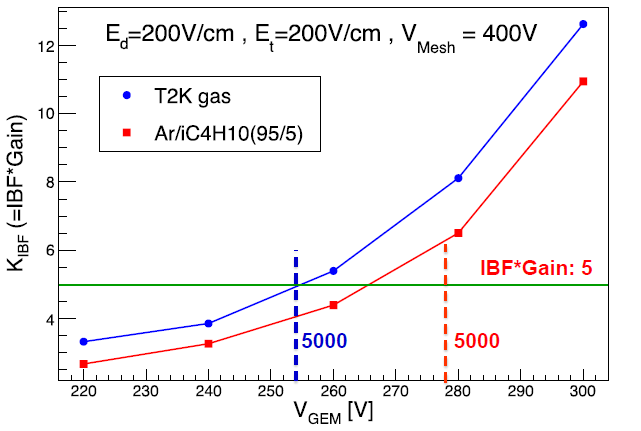 E_d=200V/cm , E_t=200V/cm , V_Mesh = 400V
T2K gas
Ar/iC4H10(95/5)
K_IBF (=IBF*Gain)
12
10
8
6
4
IBF*Gain: 5
5000
5000
220 230 240 250 260 270 280 290 300
V_GEM [V]